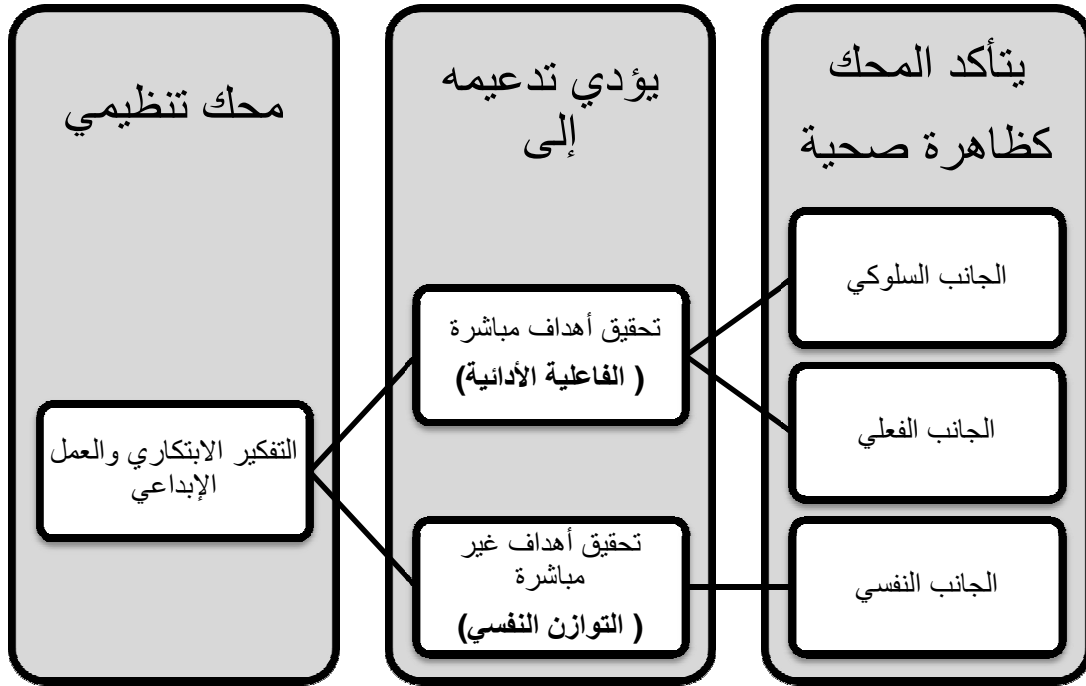 محك تنظيمي
التفكير الابتكاري والعمل
الإبداعي
يؤدي تدعيمه
إلى
تحقيق أهداف مباشرة
( الفاعلية الأدائية)
تحقيق أهداف غير
مباشرة
( التوازن النفسي)
يتأكد المحك
كظاهرة صحية
الجانب السلوكي
الجانب الفعلي
الجانب النفسي